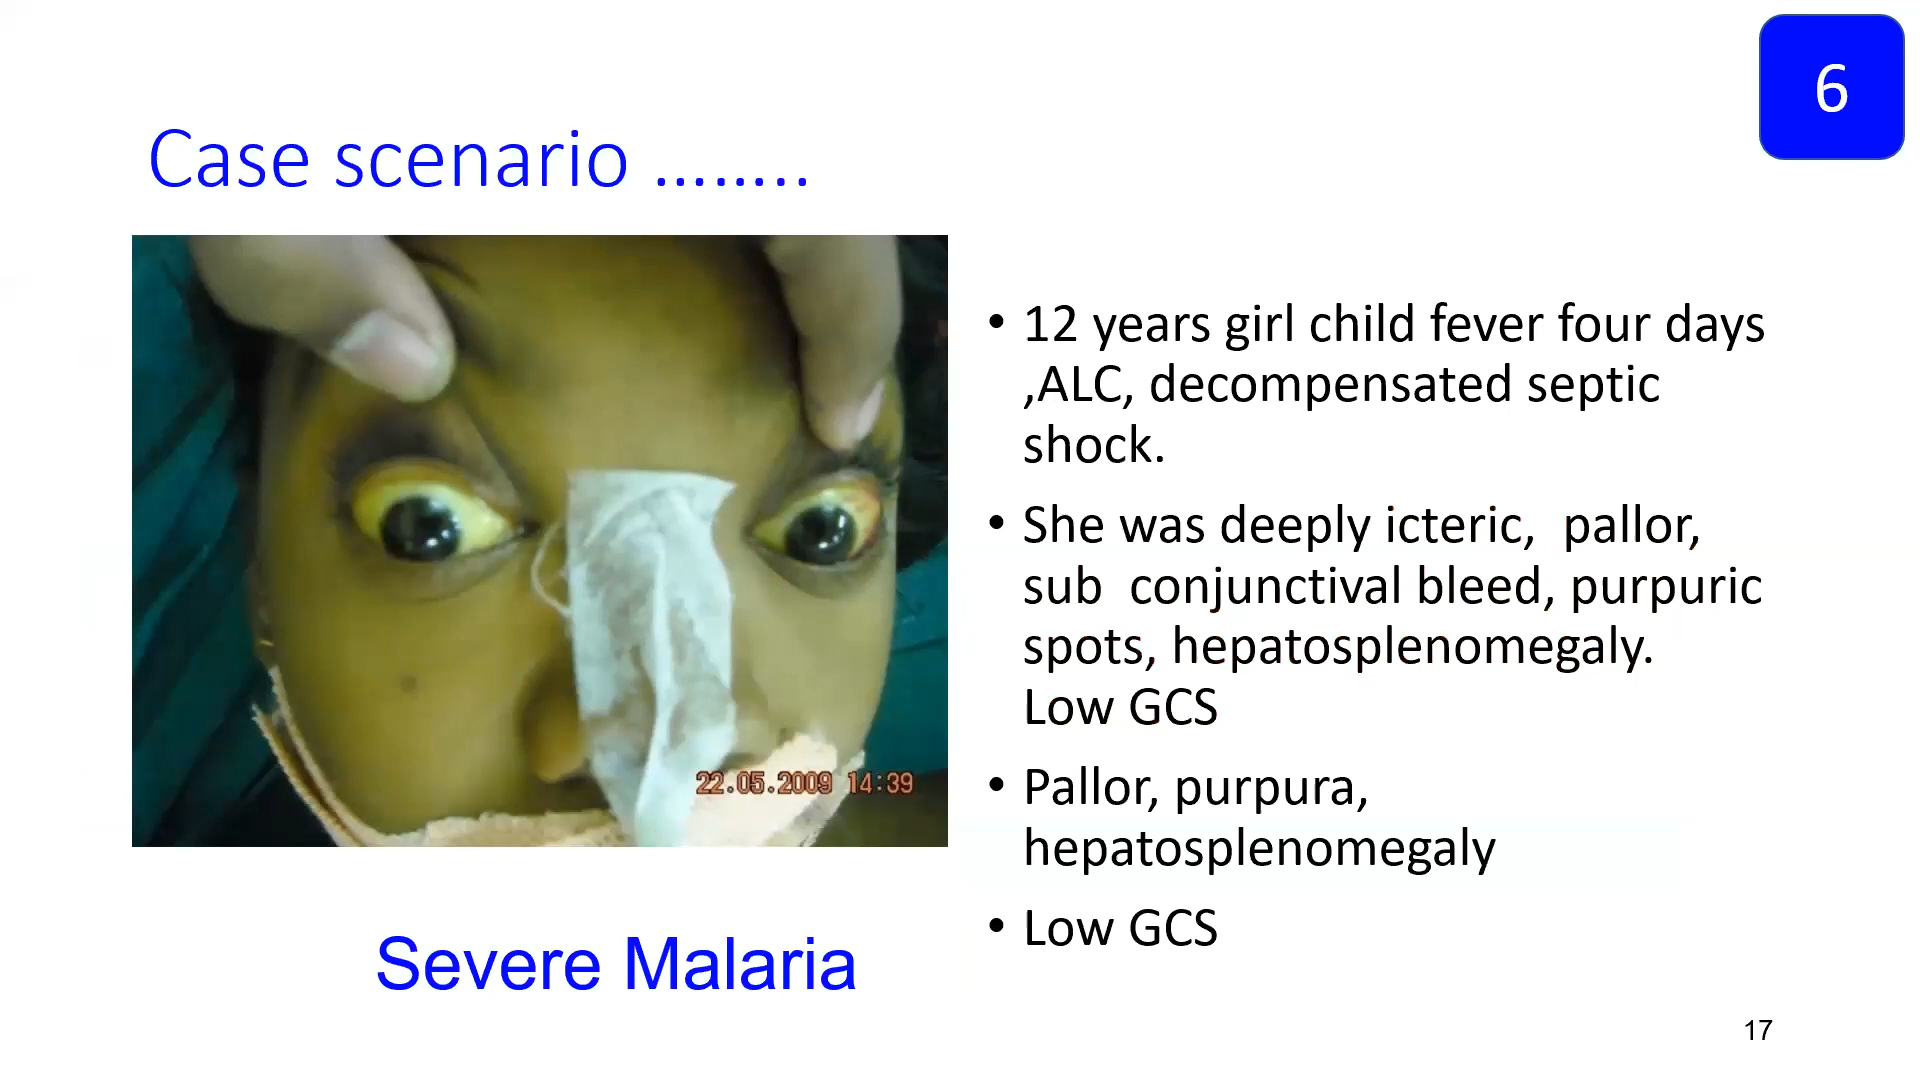 6
Case scenario ……..
• 12 years girl child fever four days
,ALC, decompensated septic
shock.
• She was deeply icteric,  pallor,
sub  conjunctival bleed, purpuric
spots, hepatosplenomegaly.
Low GCS
• Pallor, purpura,
hepatosplenomegaly
• Low GCS
22.05.2009 14:39
Severe Malaria
17